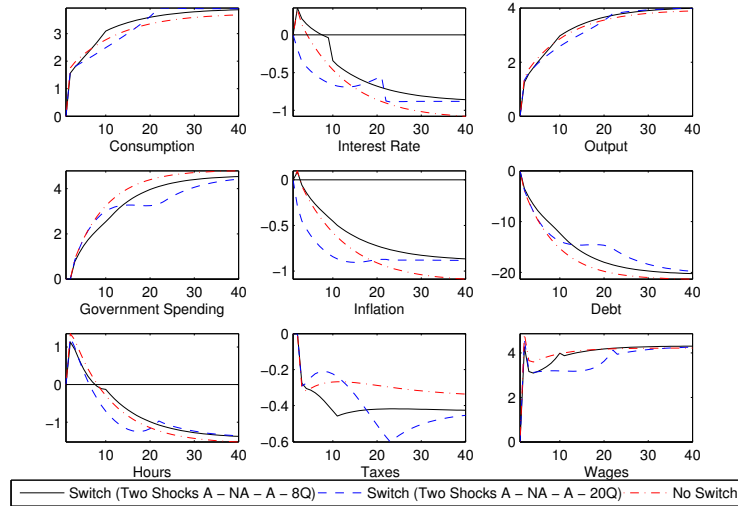 3
2
1
0
10 20 30 40
Consumption
0
−0.5
−1
10 20 30 40
Interest Rate
4
2
0
10 20 30 40
Output
4
2
0
10 20 30 40
Government Spending
0
−0.5
−1
10 20 30 40
Inflation
0
−10
−20
10 20 30 40
Debt
1
0
−1
10 20 30 40
Hours
0
−0.2
−0.4
−0.6
10 20 30 40
Taxes
4
2
0
10 20 30 40
Wages
Switch (Two Shocks A − NA − A − 8Q) Switch (Two Shocks A − NA − A − 20Q) No Switch